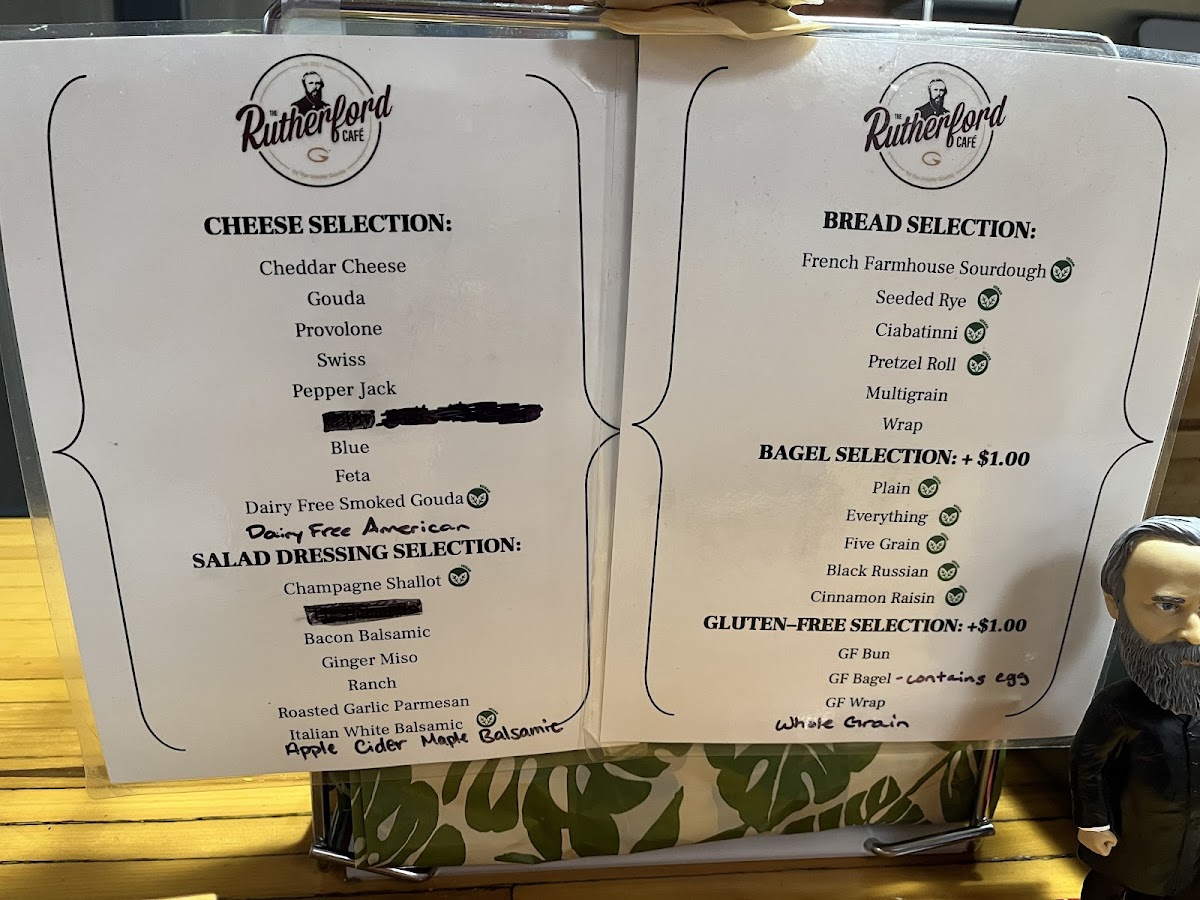 THE
Rutherford
CAFÉ
G
CHEESE SELECTION:
Cheddar Cheese
Gouda
Provolone
Swiss
Pepper Jack
Blue
Feta
Dairy Free Smoked Gouda
Dairy Free American
SALAD DRESSING SELECTION:
Champagne Shallot
Bacon Balsamic
Ginger Miso
Ranch
Roasted Garlic Parmesan
Italian White Balsamic
Apple Cider Maple Balsamic
THE
Rutherford
CAFÉ
G
BREAD SELECTION:
French Farmhouse Sourdough
Seeded Rye
Ciabatinni
Pretzel Roll
Multigrain
Wrap
BAGEL SELECTION: + $1.00
Plain
Everything
Five Grain
Black Russian
Cinnamon Raisin
GLUTEN–FREE SELECTION: +$1.00
GF Bun
GF Bagel - contains egg
GF Wrap
Whole Grain